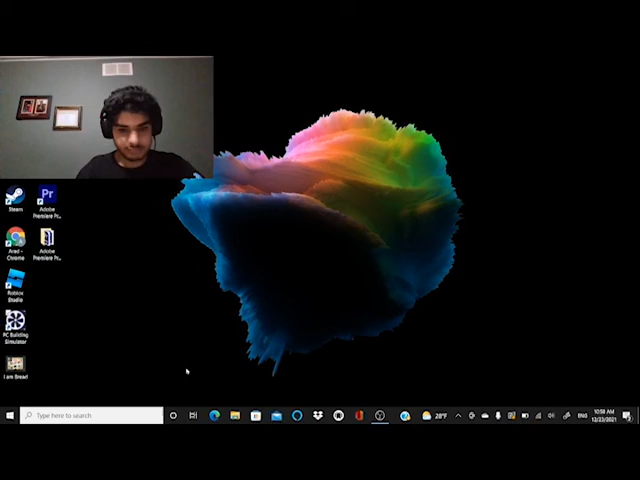 Pr
Steam
Adobe
Premiere Pr...
Arad -
Chrome
Adobe
Premiere Pr...
Roblox
Studio
PC Building
Simulator
I am Bread
Type here to search
28°F
ENG
10:58 AM
12/23/2021